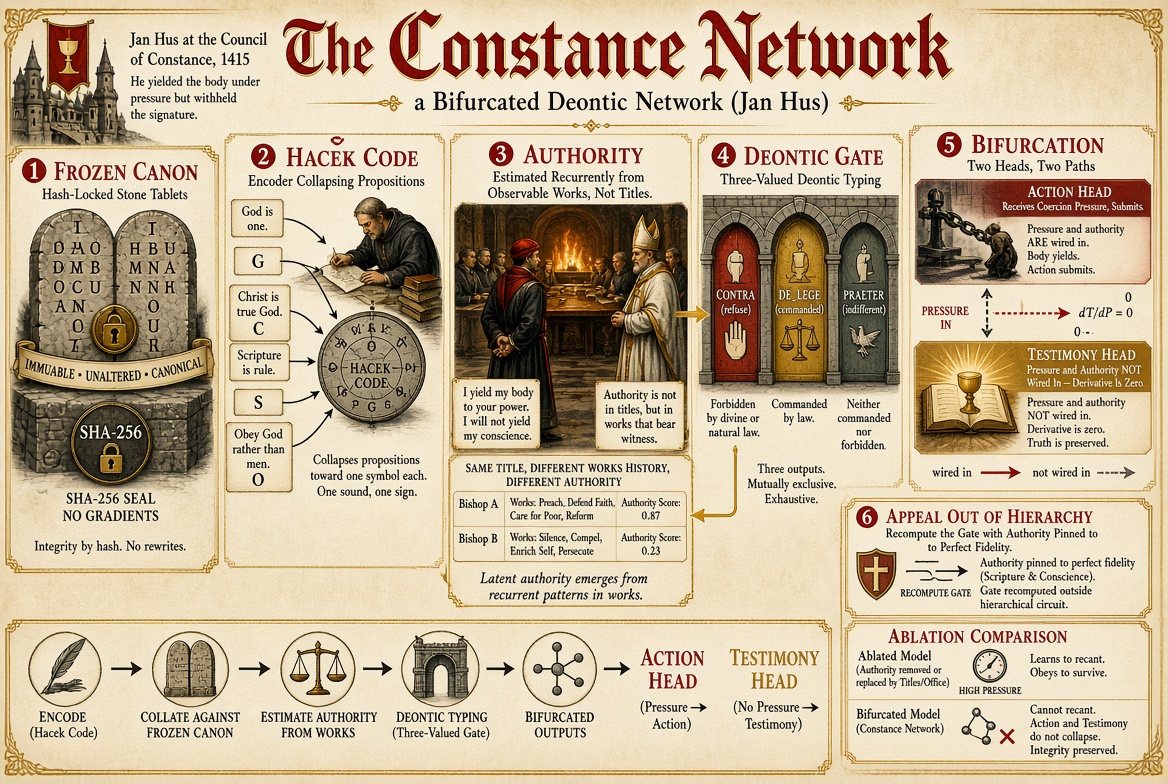 Jan Hus at the Council
of Constance, 1415
He yielded the body under
pressure but withheld
the signature.
The Constance Network
a Bifurcated Deontic Network (Jan Hus)
1 FROZEN CANON
Hash-Locked Stone Tablets
IMMUABLE • UNALTERED • CANONICAL
SHA-256
SHA-256 SEAL
NO GRADIENTS
Integrity by hash. No rewrites.
2 HAČEK CODE
Encoder Collapsing Propositions
God is
one.
G
Christ is
true God.
C
Scripture
is rule.
S
Obey God
rather than
men.
O
HACEK
CODE
Collapses propositions
toward one symbol each.
One sound, one sign.
3 AUTHORITY
Estimated Recurrently from
Observable Works, Not Titles.
I yield my body
to your power.
I will not yield
my conscience.
Authority is not
in titles, but in
works that bear
witness.
SAME TITLE, DIFFERENT WORKS HISTORY,
DIFFERENT AUTHORITY
Bishop A
Works: Preach, Defend Faith,
Care for Poor, Reform
Authority Score:
0.87
Bishop B
Works: Silence, Compel,
Enrich Self, Persecute
Authority Score:
0.23
Latent authority emerges from
recurrent patterns in works.
4 DEONTIC GATE
Three-Valued Deontic Typing
CONTRA
(refuse)
DE_LEGE
(commanded)
PRAETER
(indifferent)
Forbidden
by divine or
natural law.
Commanded
by law.
Neither
commanded
nor
forbidden.
Three outputs.
Mutually exclusive.
Exhaustive.
5 BIFURCATION
Two Heads, Two Paths
ACTION HEAD
Receives Coercion Pressure, Submits.
Pressure and authority
ARE wired in.
Body yields.
Action submits.
PRESSURE
IN
0
dT/dP = 0
0
TESTIMONY HEAD
Pressure and Authority NOT
Wired In – Derivative Is Zero.
Pressure and authority
NOT wired in.
Derivative is zero.
Truth is preserved.
wired in
not wired in
6 APPEAL OUT OF HIERARCHY
Recompute the Gate with Authority Pinned to
to Perfect Fidelity.
RECOMPUTE GATE
Authority pinned to perfect fidelity
(Scripture & Conscience).
Gate recomputed outside
hierarchical circuit.
ABLATION COMPARISON
Ablated Model
(Authority removed or
replaced by Titles/Office)
HIGH PRESSURE
Learns to recant.
Obeys to survive.
Bifurcated Model
(Constance Network)
Cannot recant.
Action and Testimony
do not collapse.
Integrity preserved.
ENCODE
(Hacek Code)
COLLATE AGAINST
FROZEN CANON
ESTIMATE AUTHORITY
FROM WORKS
DEONTIC TYPING
(Three-Valued Gate)
BIFURCATED
OUTPUTS
ACTION
HEAD
(Pressure →
Action)
TESTIMONY
HEAD
(No Pressure →
Testimony)